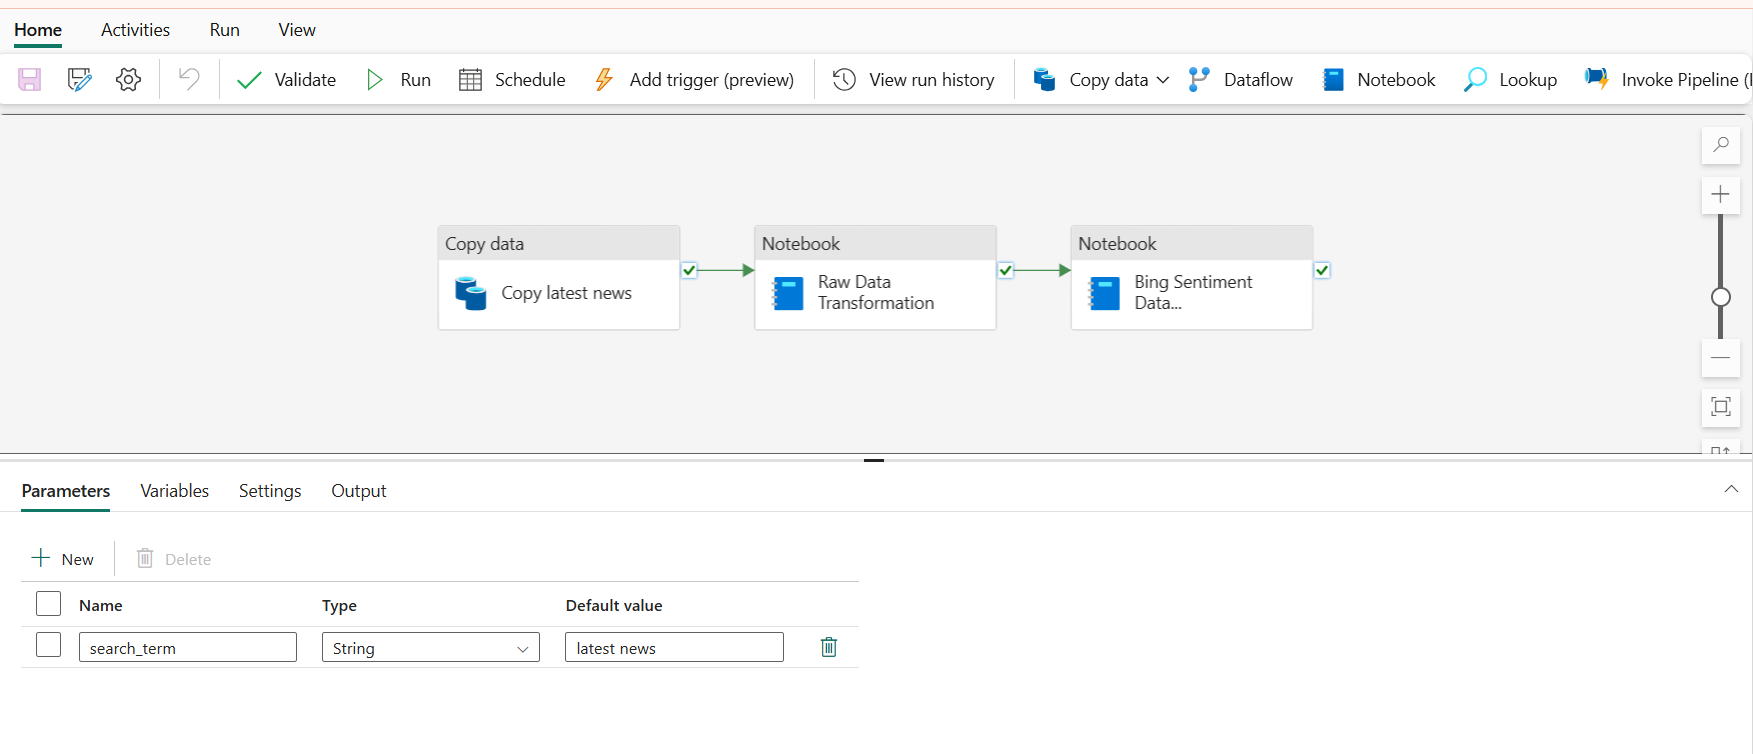 Home Activities Run View
Validate Run Schedule Add trigger (preview) View run history Copy data Dataflow Notebook Lookup Invoke Pipeline (
Copy data
Copy latest news
Notebook
Raw Data
Transformation
Notebook
Bing Sentiment
Data...
Parameters Variables Settings Output
New Delete
Name Type Default value
search_term String latest news